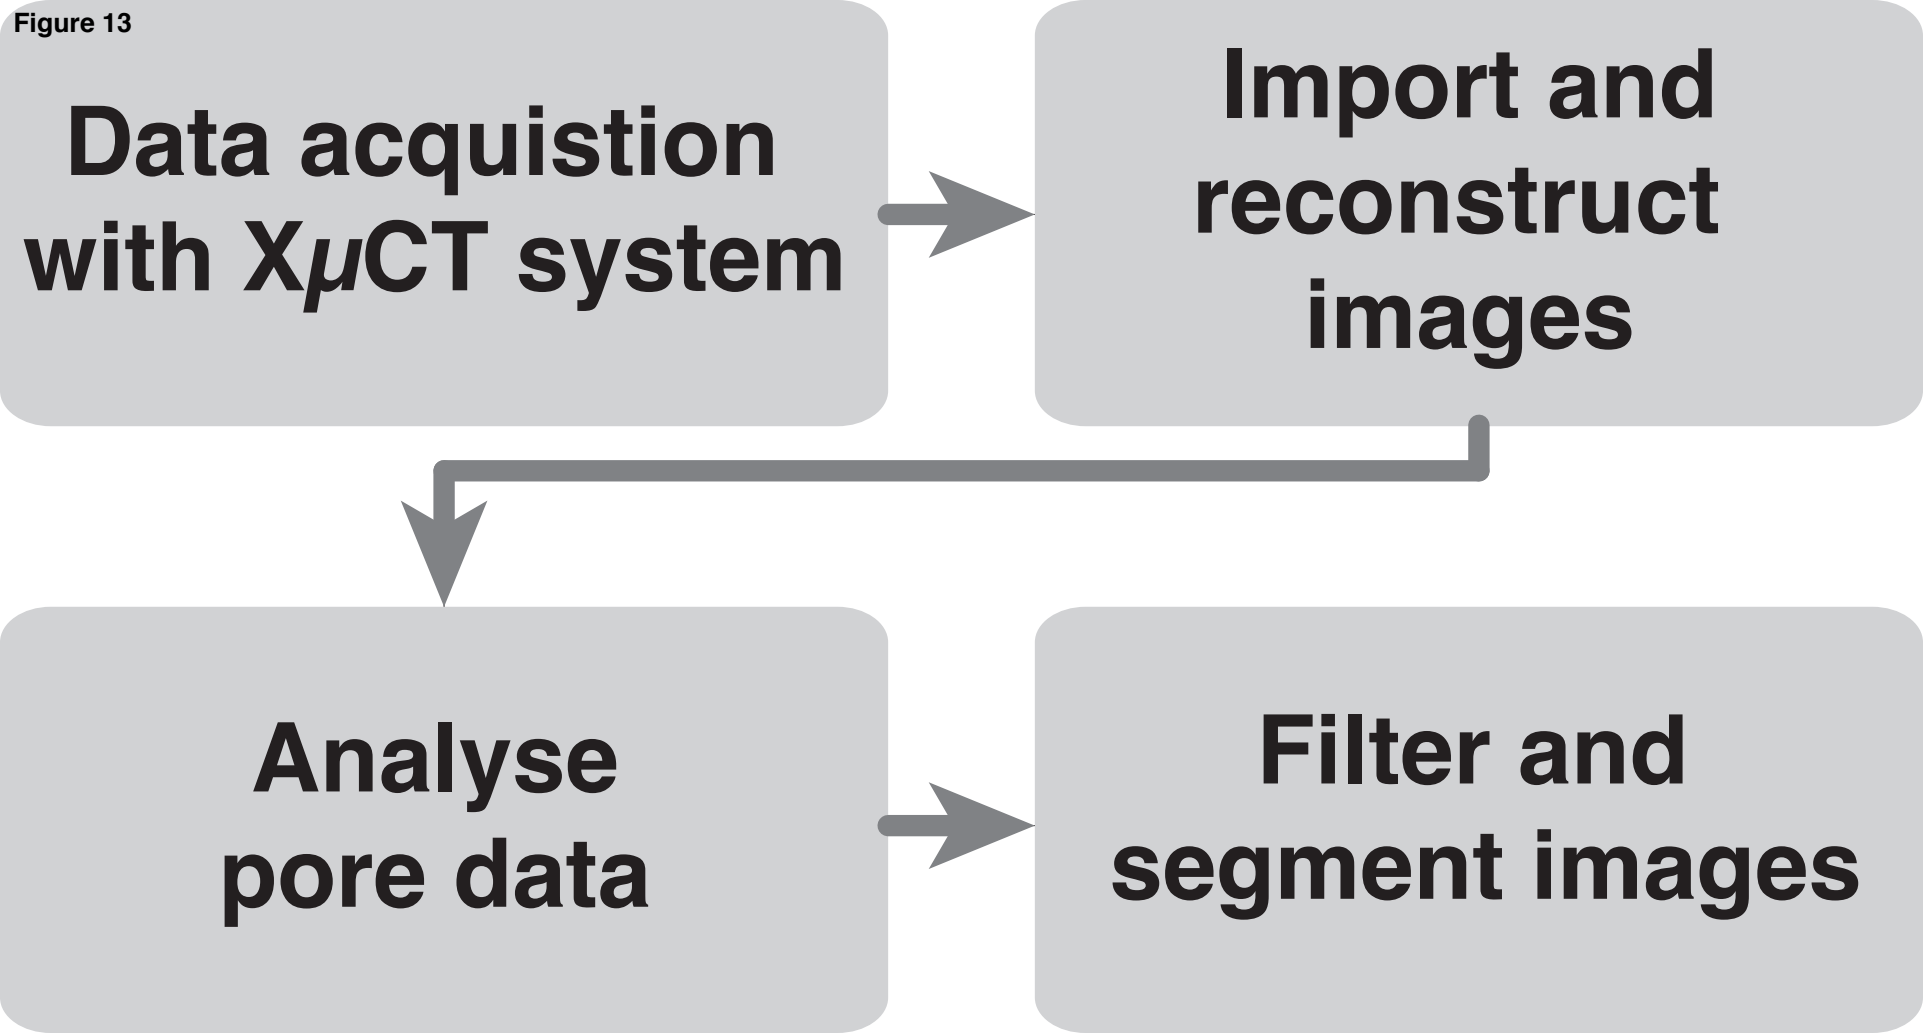 Figure 13
Data acquistion
with XμCT system
Import and
reconstruct
images
Analyse
pore data
Filter and
segment images